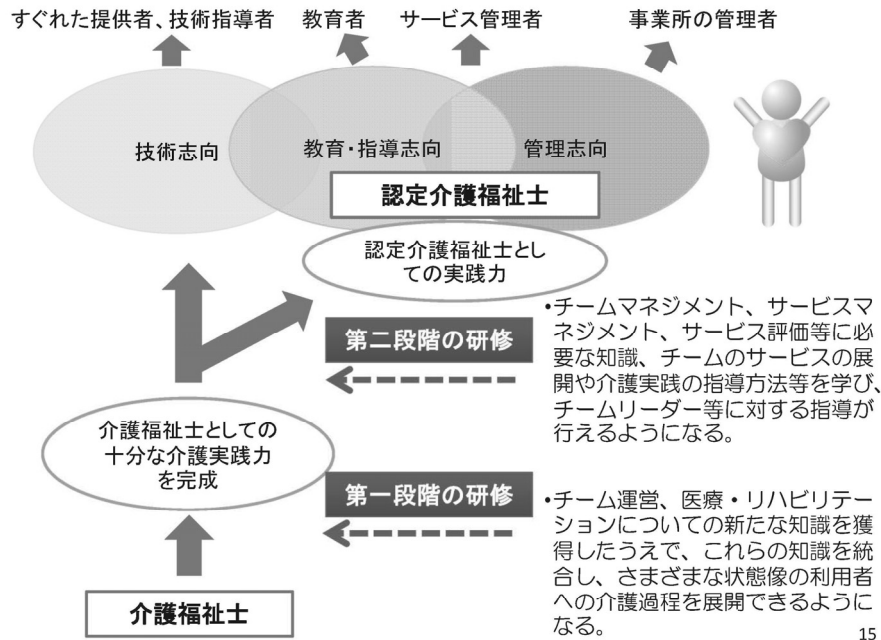 すぐれた提供者、技術指導者
教育者
サービス管理者
事業所の管理者
技術志向
教育・指導志向
管理志向
認定介護福祉士
認定介護福祉士とし
ての実践力
第二段階の研修
•チームマネジメント、サービスマ
ネジメント、サービス評価等に必
要な知識、チームのサービスの展
開や介護実践の指導方法等を学び、
チームリーダー等に対する指導が
行えるようになる。
介護福祉士としての
十分な介護実践力
を完成
第一段階の研修
•チーム運営、医療・リハビリテー
ションについての新たな知識を獲
得したうえで、これらの知識を統
合し、さまざまな状態像の利用者
への介護過程を展開できるように
なる。
介護福祉士
15